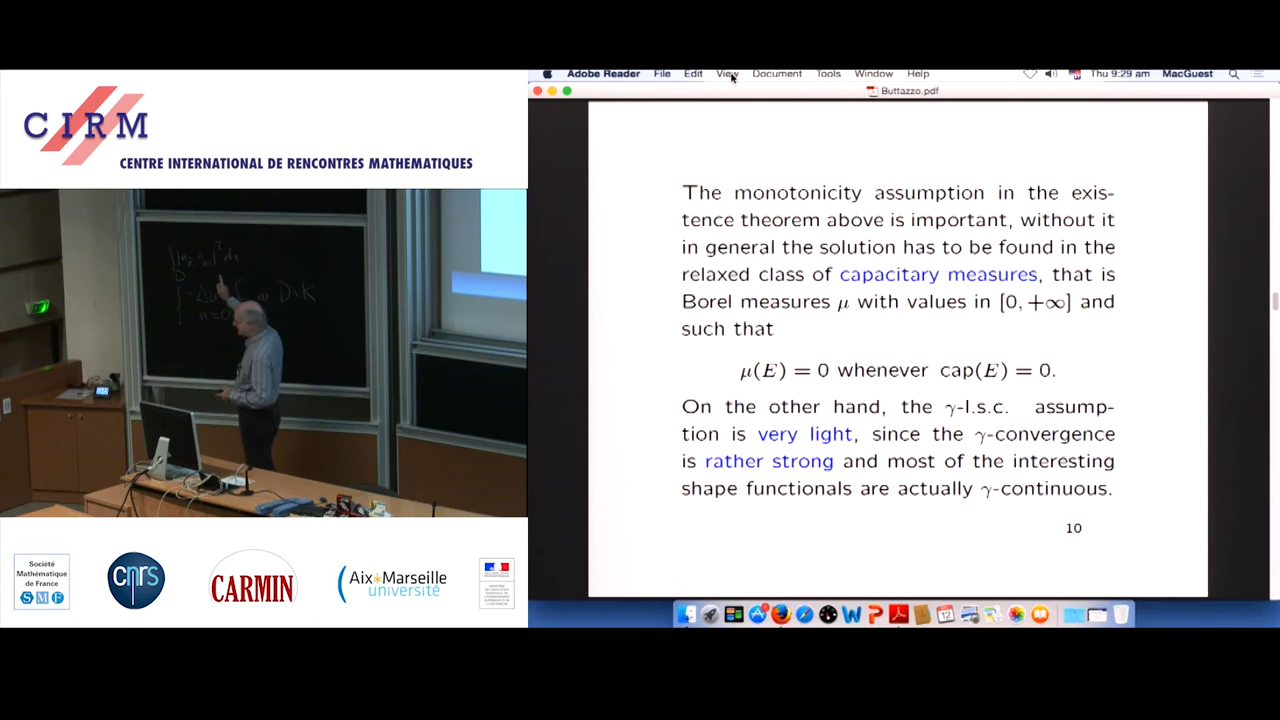 CIRM
CENTRE INTERNATIONAL DE RENCONTRES MATHEMATIQUES
Adobe Reader File Edit View Document Tools Window Help Thu 9:29 am MacGuest
Buttazzo.pdf
The monotonicity assumption in the exis-
tence theorem above is important, without it
in general the solution has to be found in the
relaxed class of capacitary measures, that is
Borel measures μ with values in [0, +∞] and
such that
μ(E) = 0 whenever cap(E) = 0.
On the other hand, the γ-l.s.c. assump-
tion is very light, since the γ-convergence
is rather strong and most of the interesting
shape functionals are actually γ-continuous.
10
Société
Mathématique
de France
SMF
cnrs
CARMIN
Aix*Marseille
université